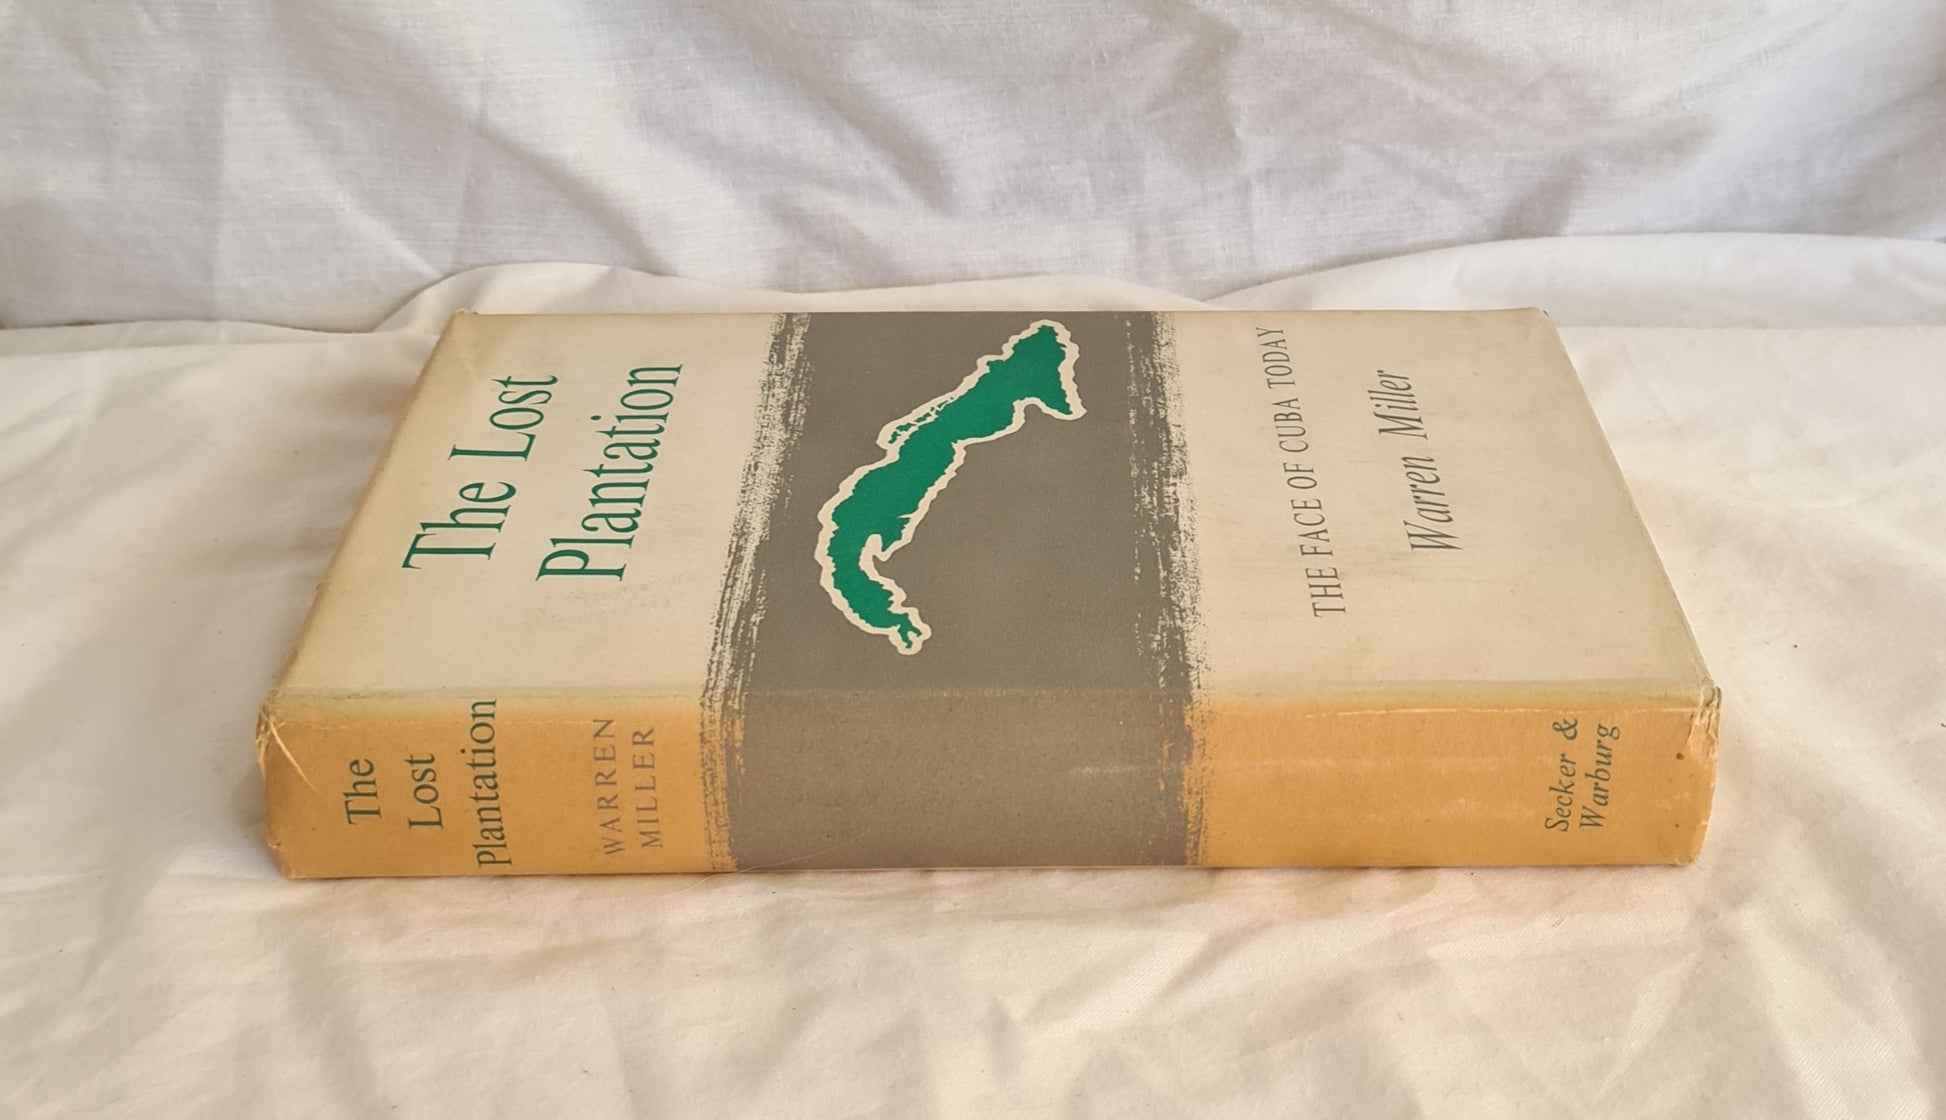 The Lost
Plantation
THE FACE OF CUBA TODAY
Warren Miller
The
Lost
Plantation
WARREN
MILLER
Secker &
Warburg